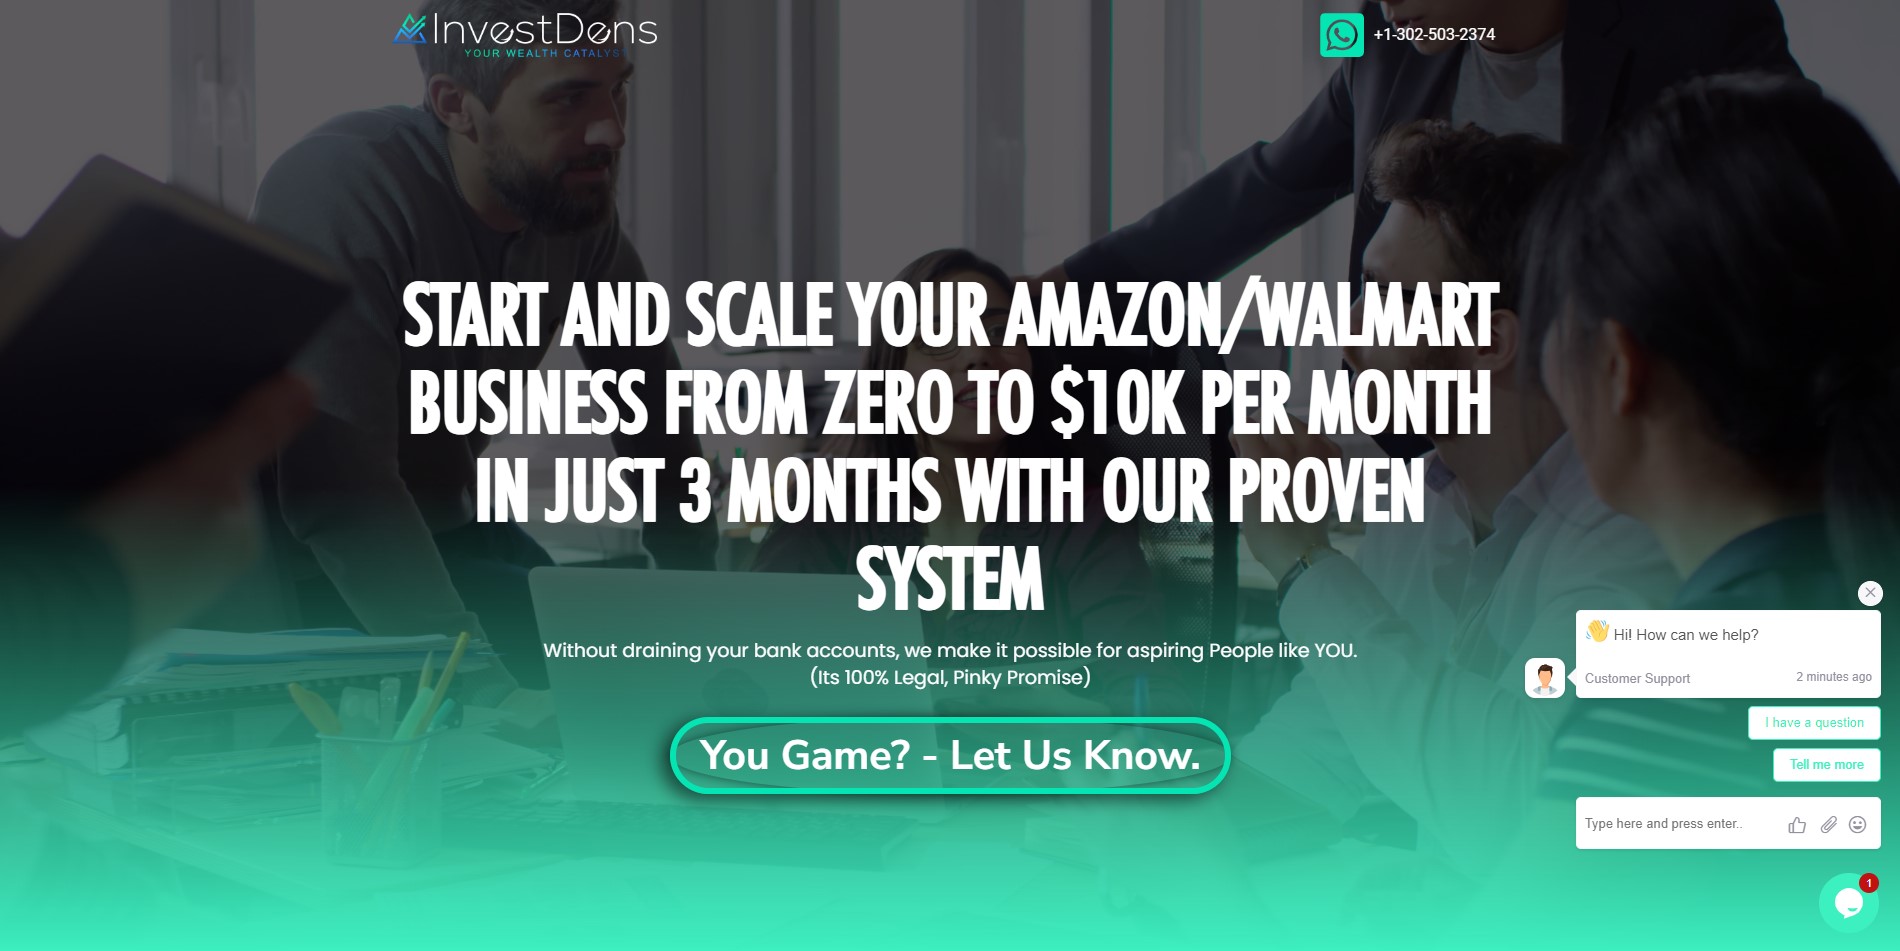 InvestDens
YOUR WEALTH CATALYST
+1-302-503-2374
START AND SCALE YOUR AMAZON/WALMART
BUSINESS FROM ZERO TO $10K PER MONTH
IN JUST 3 MONTHS WITH OUR PROVEN
SYSTEM
Without draining your bank accounts, we make it possible for aspiring People like YOU.
(Its 100% Legal, Pinky Promise)
You Game? - Let Us Know.
Hi! How can we help?
Customer Support 2 minutes ago
I have a question
Tell me more
Type here and press enter..
1